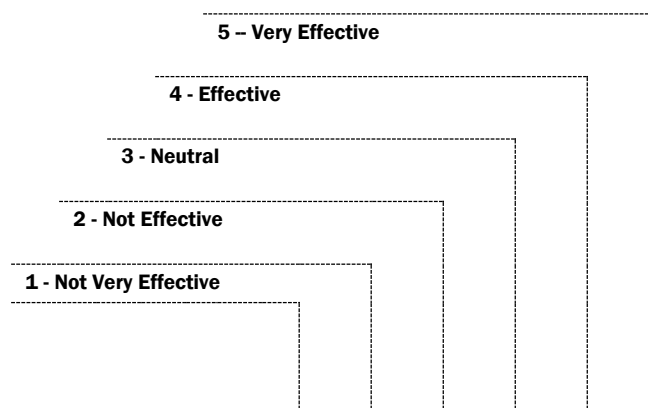 5 – Very Effective
4 - Effective
3 - Neutral
2 - Not Effective
1 - Not Very Effective